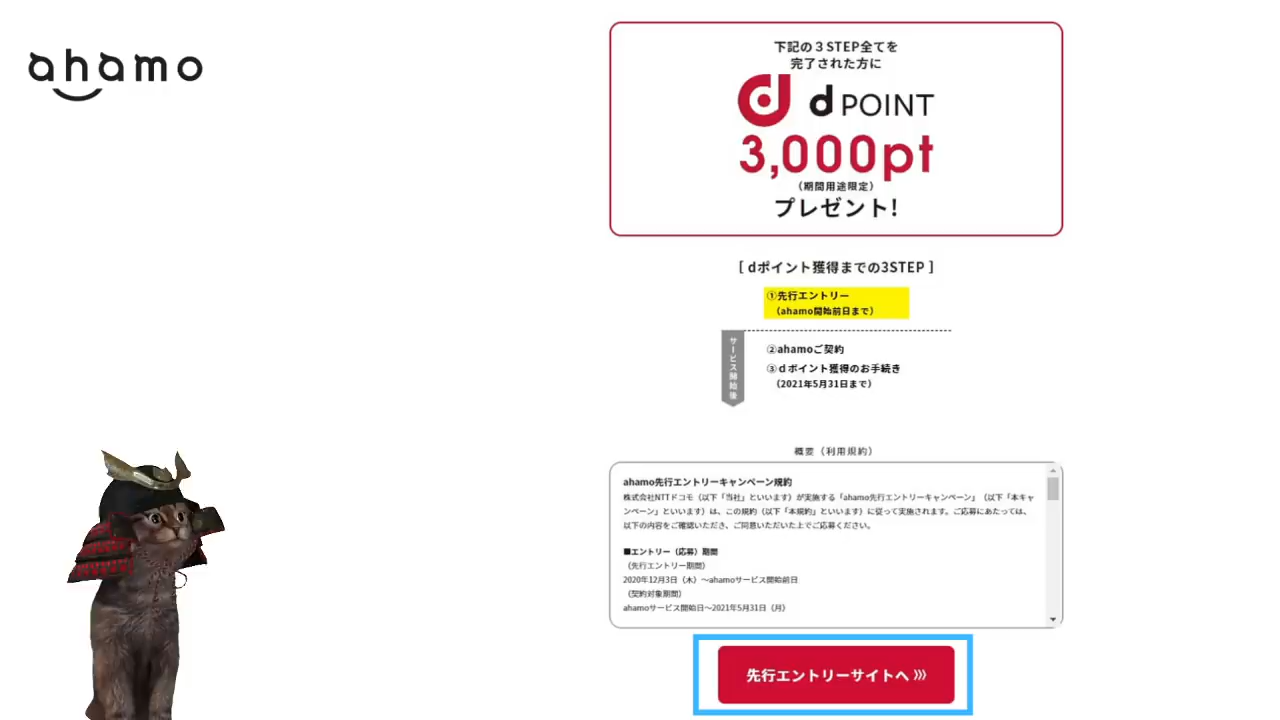 ahamo
下記の3STEP全てを
完了された方に
d POINT
3,000pt
(期間用途限定)
プレゼント!
[ dポイント獲得までの3STEP ]
①先行エントリー
(ahamo開始前日まで)
サービス開始後
②ahamoご契約
③dポイント獲得のお手続き
(2021年5月31日まで)
概要(利用規約)
ahamo先行エントリーキャンペーン規約
株式会社NTTドコモ(以下「当社」といいます)が実施する「ahamo先行エントリーキャンペーン」(以下「本キャ
ンペーン」といいます)は、この規約(以下「本規約」といいます)に従って実施されます。ご応募にあたっては、
以下の内容をご確認いただき、ご同意いただいた上でご応募ください。
■エントリー(応募)期間
(先行エントリー期間)
2020年12月3日(木)~ahamoサービス開始前日
(契約対象期間)
ahamoサービス開始日~2021年5月31日(月)
先行エントリーサイトへ